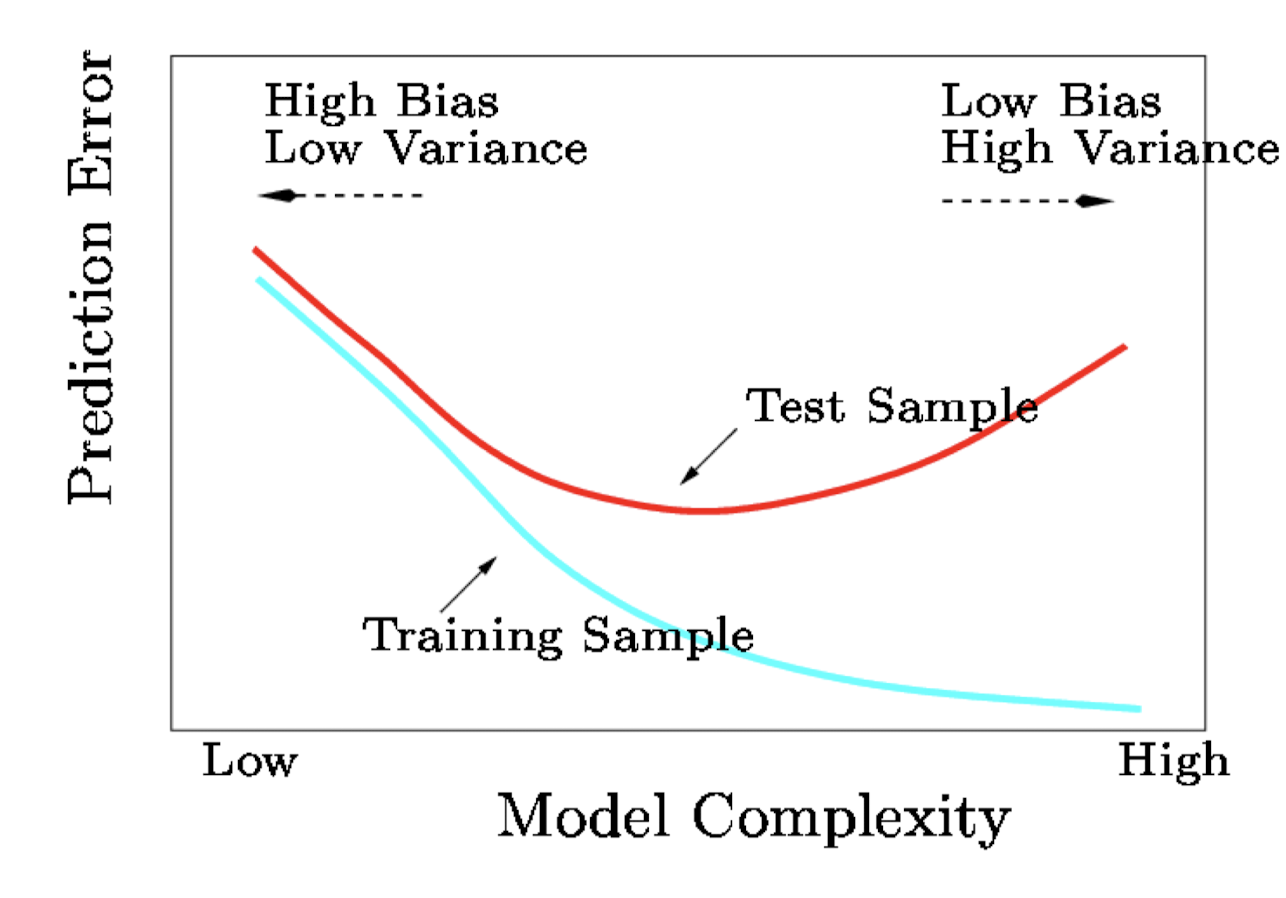 Prediction Error
High Bias
Low Variance
Low Bias
High Variance
Test Sample
Training Sample
Low
High
Model Complexity